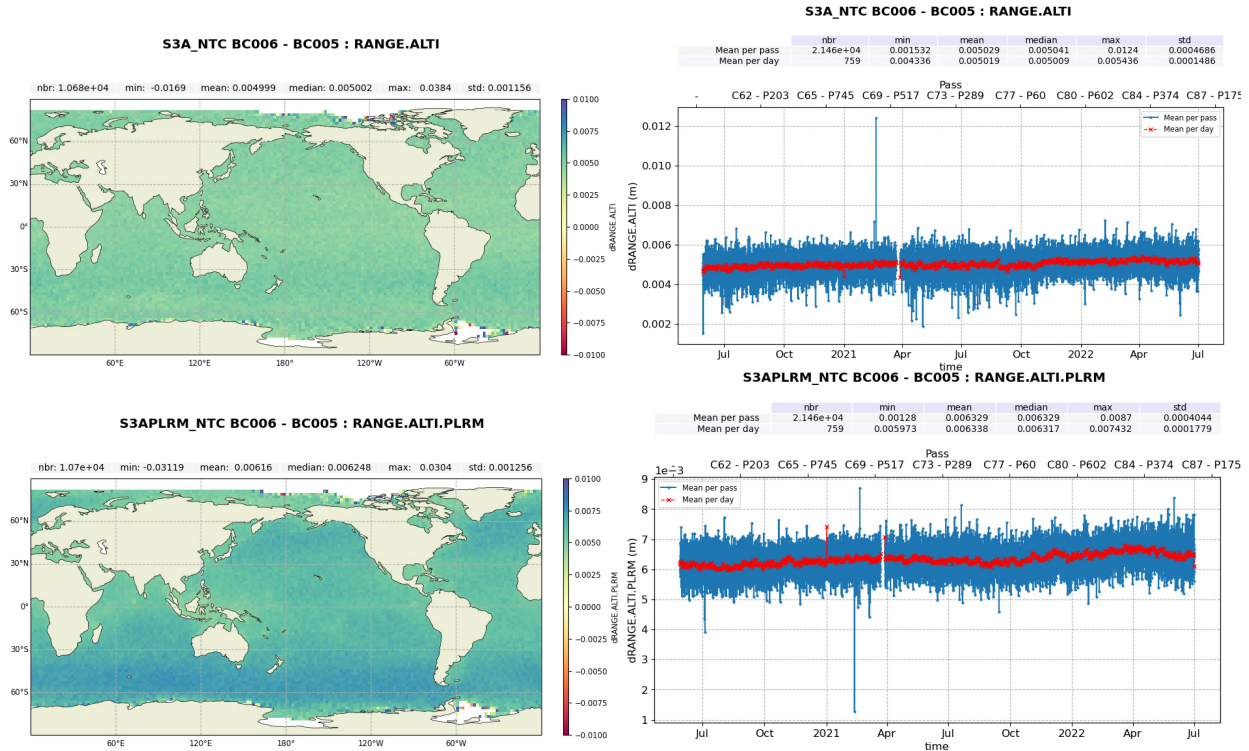 S3A_NTC BC006 - BC005 : RANGE.ALTI
nbr: 1.068e+04 min: -0.0169 mean: 0.004999 median: 0.005002 max: 0.0384 std: 0.001156
60°N
30°N
0°
30°S
60°S
60°E 120°E 180° 120°W 60°W
0.0100
0.0075
0.0050
0.0025
0.0000
−0.0025
−0.0050
−0.0075
−0.0100
dRANGE.ALTI
S3A_NTC BC006 - BC005 : RANGE.ALTI
nbr min mean median max std
Mean per pass 2.146e+04 0.001532 0.005029 0.005041 0.0124 0.0004686
Mean per day 759 0.004336 0.005019 0.005009 0.005436 0.0001486
Pass
- C62 - P203 C65 - P745 C69 - P517 C73 - P289 C77 - P60 C80 - P602 C84 - P374 C87 - P175
Mean per pass
Mean per day
0.012
0.010
0.008
0.006
0.004
0.002
dRANGE.ALTI (m)
Jul Oct 2021 Apr Jul Oct 2022 Apr Jul
time
S3APLRM_NTC BC006 - BC005 : RANGE.ALTI.PLRM
nbr: 1.07e+04 min: -0.03119 mean: 0.00616 median: 0.006248 max: 0.0304 std: 0.001256
60°N
30°N
0°
30°S
60°S
60°E 120°E 180° 120°W 60°W
0.0100
0.0075
0.0050
0.0025
0.0000
−0.0025
−0.0050
−0.0075
−0.0100
dRANGE.ALTI.PLRM
S3APLRM_NTC BC006 - BC005 : RANGE.ALTI.PLRM
nbr min mean median max std
Mean per pass 2.146e+04 0.00128 0.006329 0.006329 0.0087 0.0004044
Mean per day 759 0.005973 0.006338 0.006317 0.007432 0.0001779
Pass
- C62 - P203 C65 - P745 C69 - P517 C73 - P289 C77 - P60 C80 - P602 C84 - P374 C87 - P175
1e−3
Mean per pass
Mean per day
9
8
7
6
5
4
3
2
1
dRANGE.ALTI.PLRM (m)
Jul Oct 2021 Apr Jul Oct 2022 Apr Jul
time